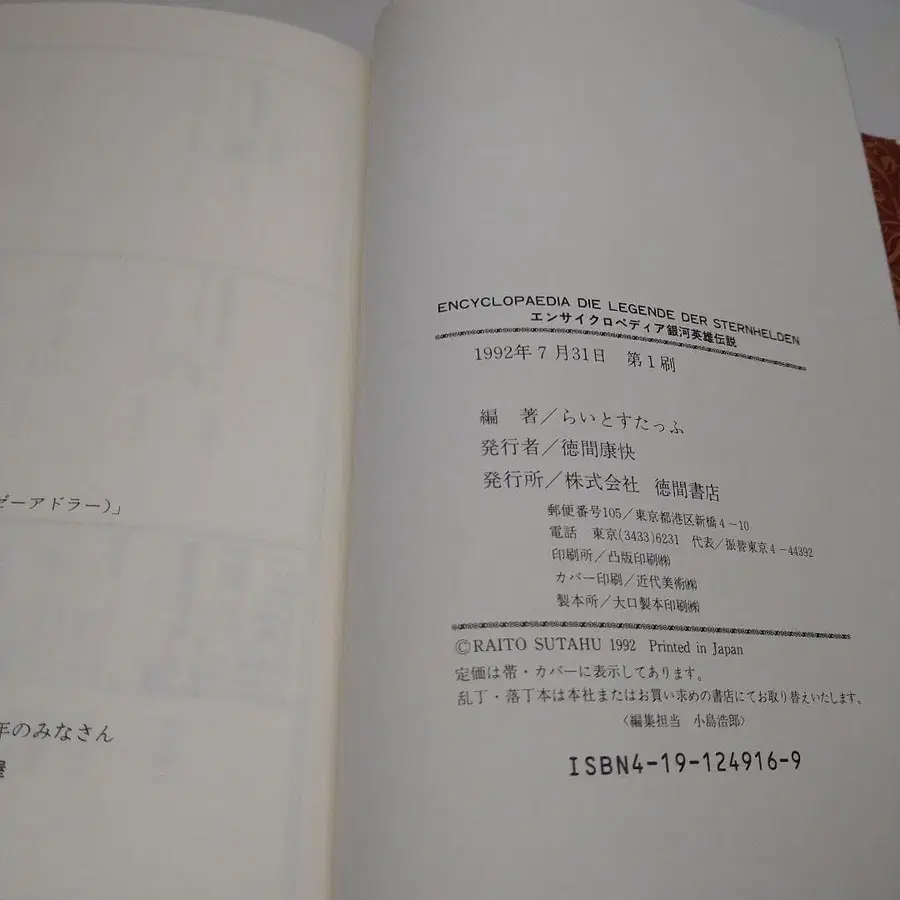 ゼーアドラー)」
年のみなさん
ENCYCLOPAEDIA DIE LEGENDE DER STERNHELDEN
エンサイクロペディア銀河英雄伝説
1992年7月31日 第1刷
編 著/らいとすたっふ
発行者/徳間康快
発行所/株式会社 徳間書店
郵便番号105/東京都港区新橋4-10
電話 東京(3433)6231 代表/振替東京4-44392
印刷所/凸版印刷㈱
カバー印刷/近代美術㈱
製本所/大口製本印刷㈱
©RAITO SUTAHU 1992 Printed in Japan
定価は帯・カバーに表示してあります。
乱丁・落丁本は本社またはお買い求めの書店にてお取り替えいたします。
〈編集担当 小島浩郎〉
ISBN4-19-124916-9